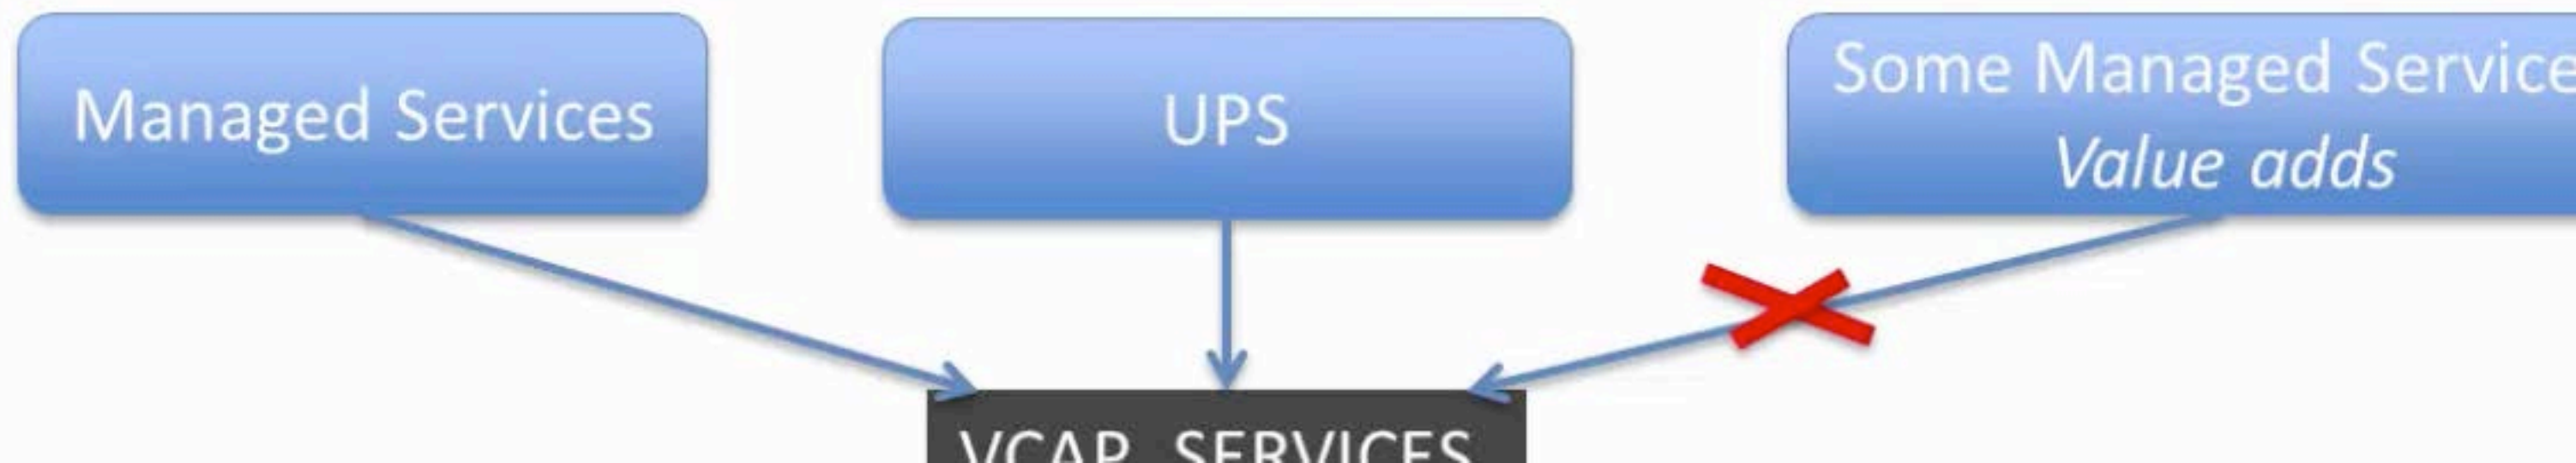 Managed Services
UPS
Some Managed Service
Value adds
VCAP_SERVICES